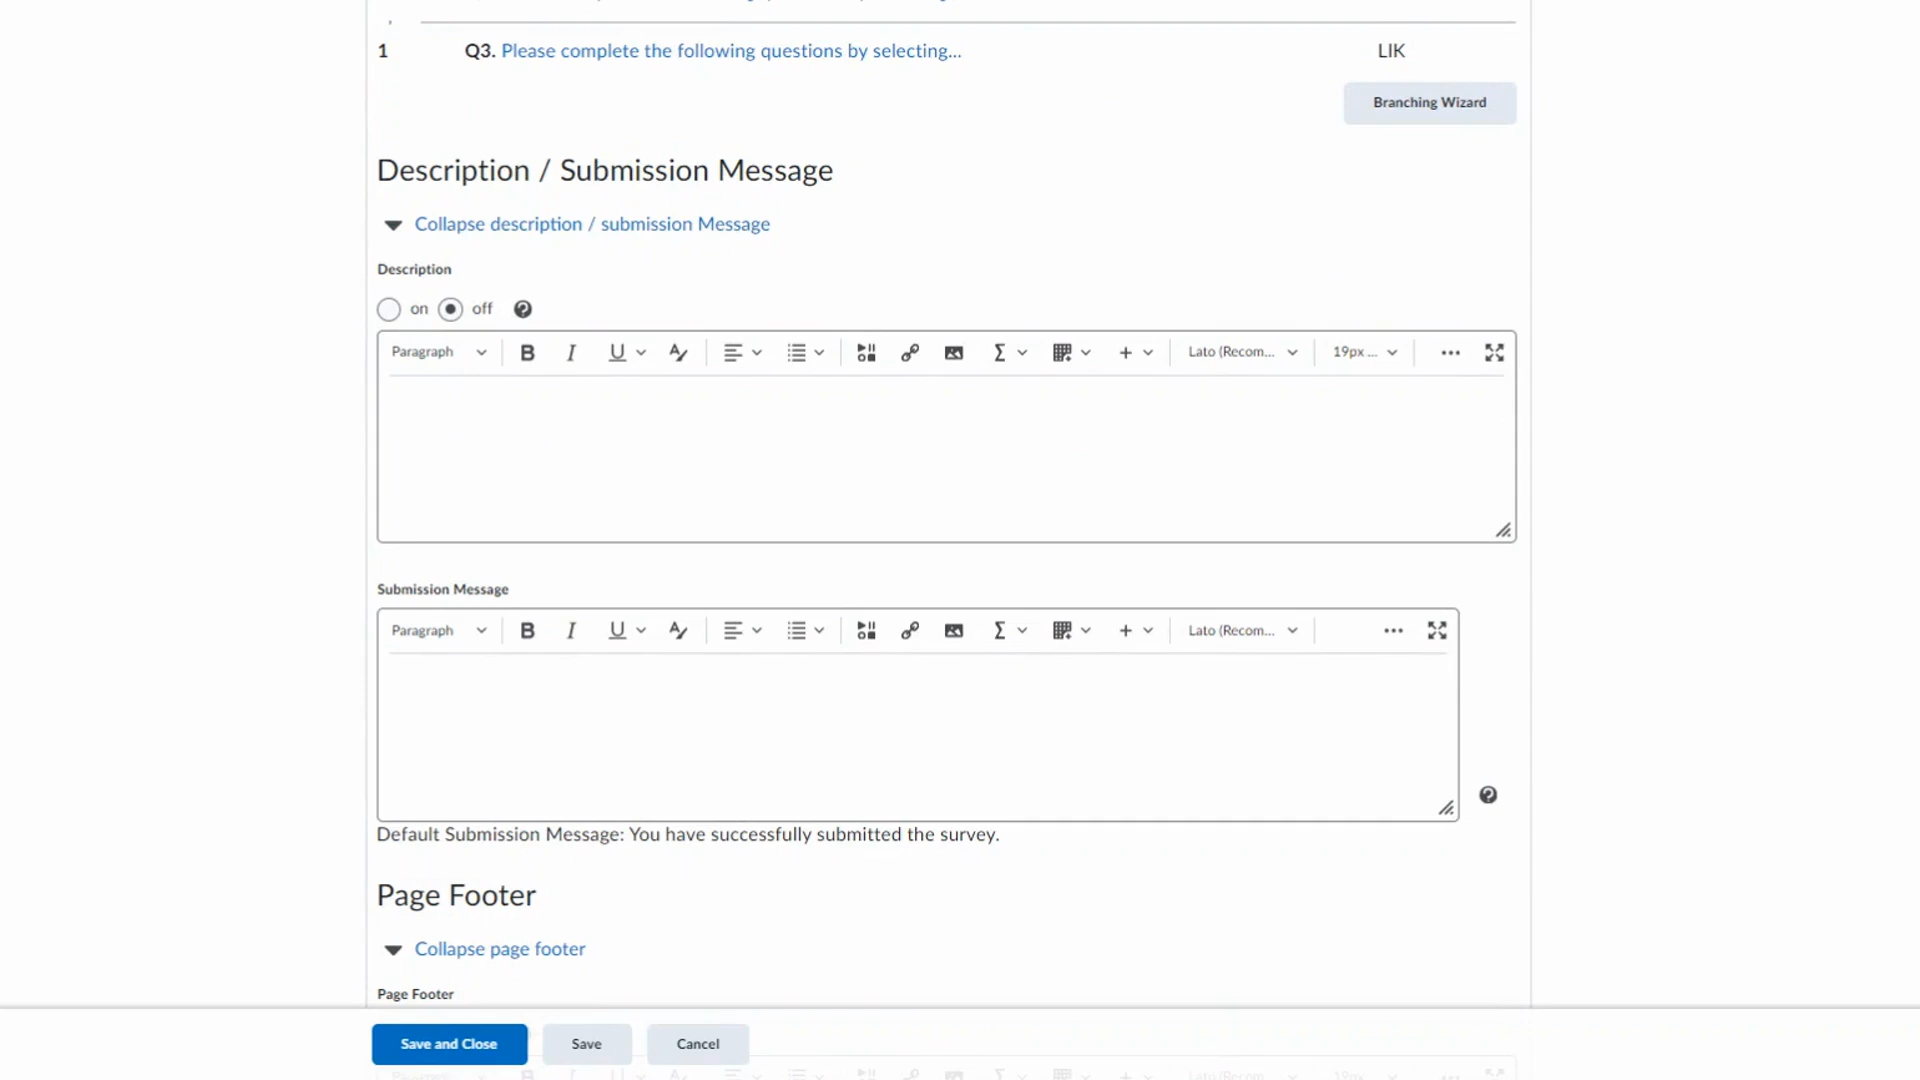 1 Q3. Please complete the following questions by selecting... LIK
Branching Wizard
Description / Submission Message
Collapse description / submission Message
Description
on off
Paragraph B I U Lato (Recom... 19px ...
Submission Message
Paragraph B I U Lato (Recom...
Default Submission Message: You have successfully submitted the survey.
Page Footer
Collapse page footer
Page Footer
Save and Close Save Cancel